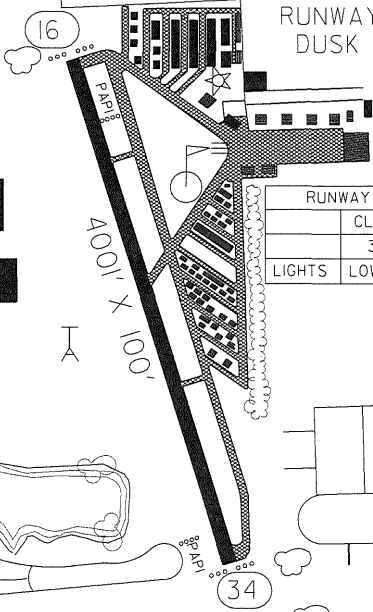 RUNWAY
DUSK
16
PAPI
4001' X 100'
RUNWAY
CL
3
LIGHTS LOW
PAPI
34